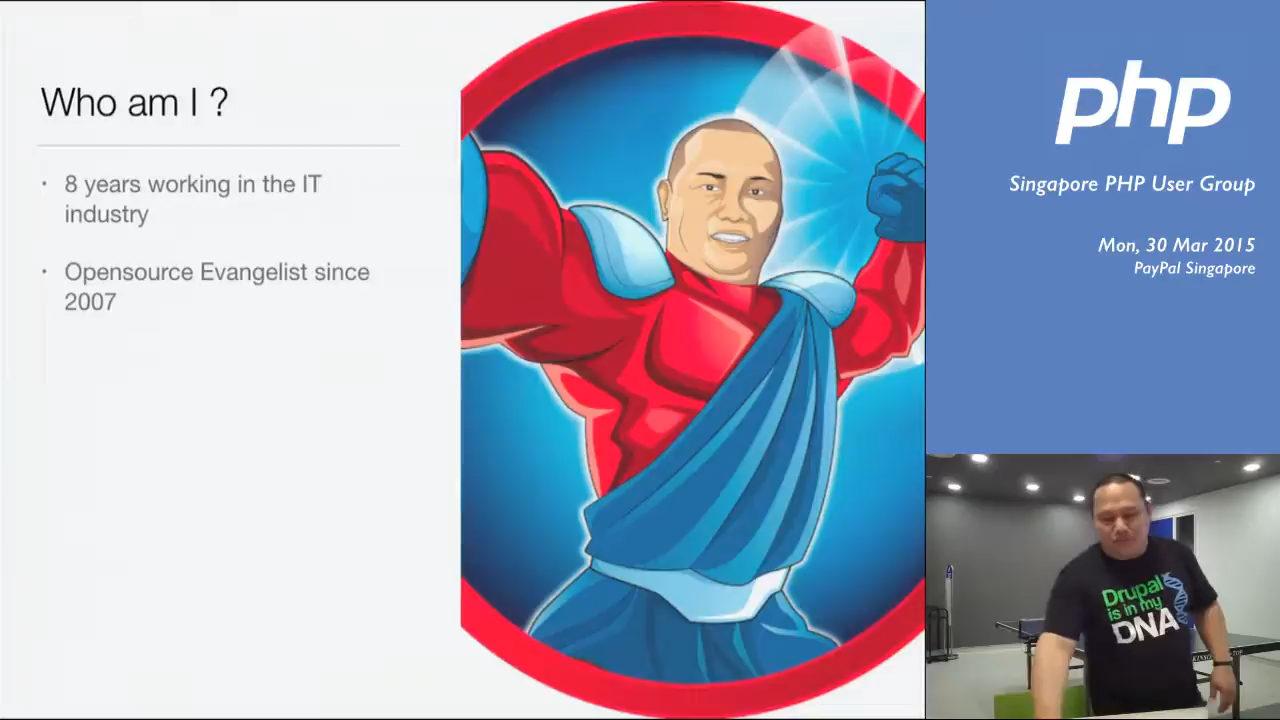 Who am I ?
• 8 years working in the IT
industry
• Opensource Evangelist since
2007
php
Singapore PHP User Group
Mon, 30 Mar 2015
PayPal Singapore
Drupal
is in my
DNA